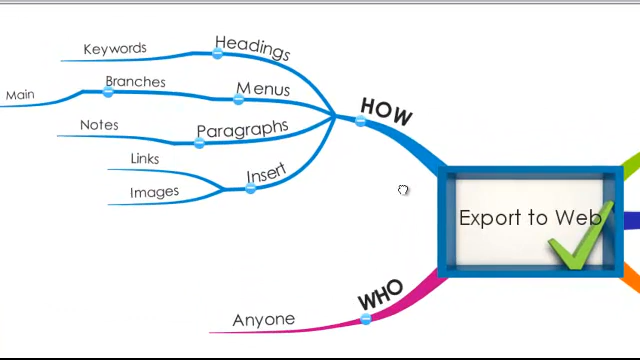 Keywords
Headings
Main
Branches
Menus
Notes
Paragraphs
Links
Images
Insert
HOW
Export to Web
WHO
Anyone